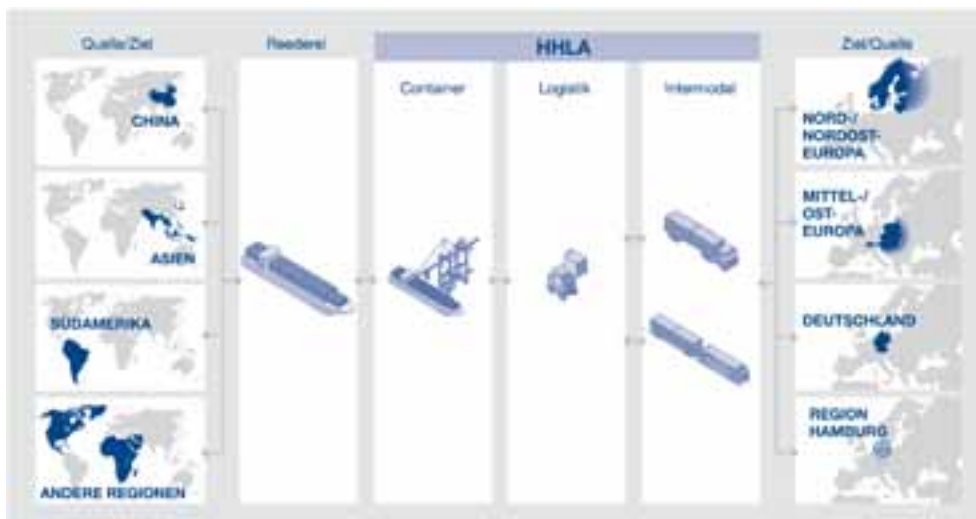 Quelle/Ziel
Reederei
HHLA
Ziel/Quelle
Container
Logistik
Intermodal
CHINA
ASIEN
SÜDAMERIKA
ANDERE REGIONEN
NORD-/
NORDOST-
EUROPA
MITTEL-/
OST-
EUROPA
DEUTSCHLAND
REGION
HAMBURG